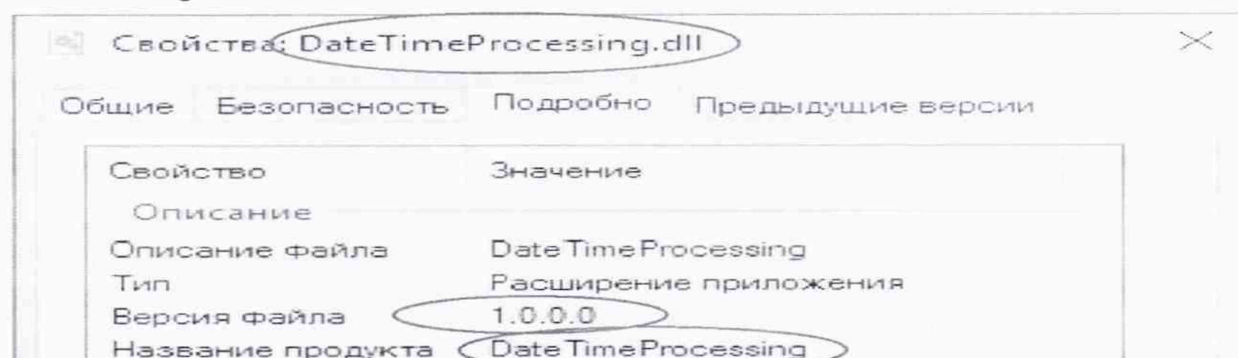 Свойства: DateTimeProcessing.dll
Общие Безопасность Подробно Предыдущие версии
Свойство Значение
Описание
Описание файла DateTimeProcessing
Тип Расширение приложения
Версия файла 1.0.0.0
Название продукта DateTimeProcessing